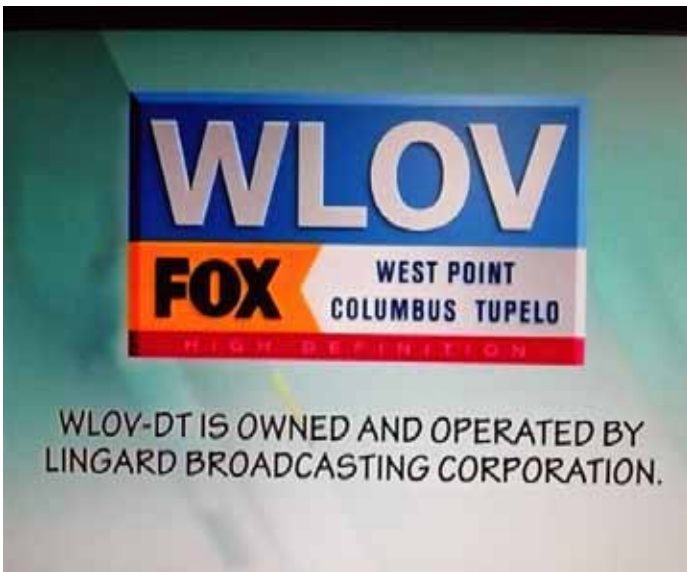 WLOV
FOX
WEST POINT
COLUMBUS TUPELO
HIGH DEFINITION
WLOV-DT IS OWNED AND OPERATED BY
LINGARD BROADCASTING CORPORATION.